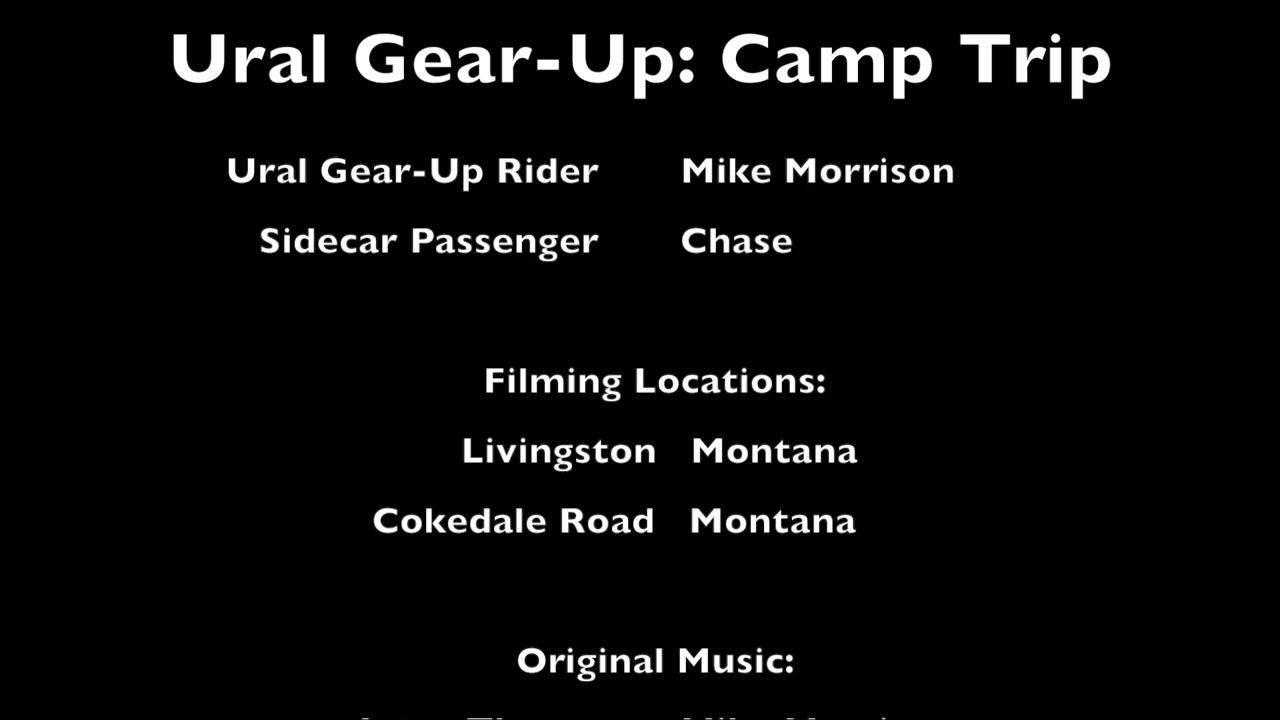 Ural Gear-Up: Camp Trip
Ural Gear-Up Rider Mike Morrison
Sidecar Passenger Chase
Filming Locations:
Livingston Montana
Cokedale Road Montana
Original Music: